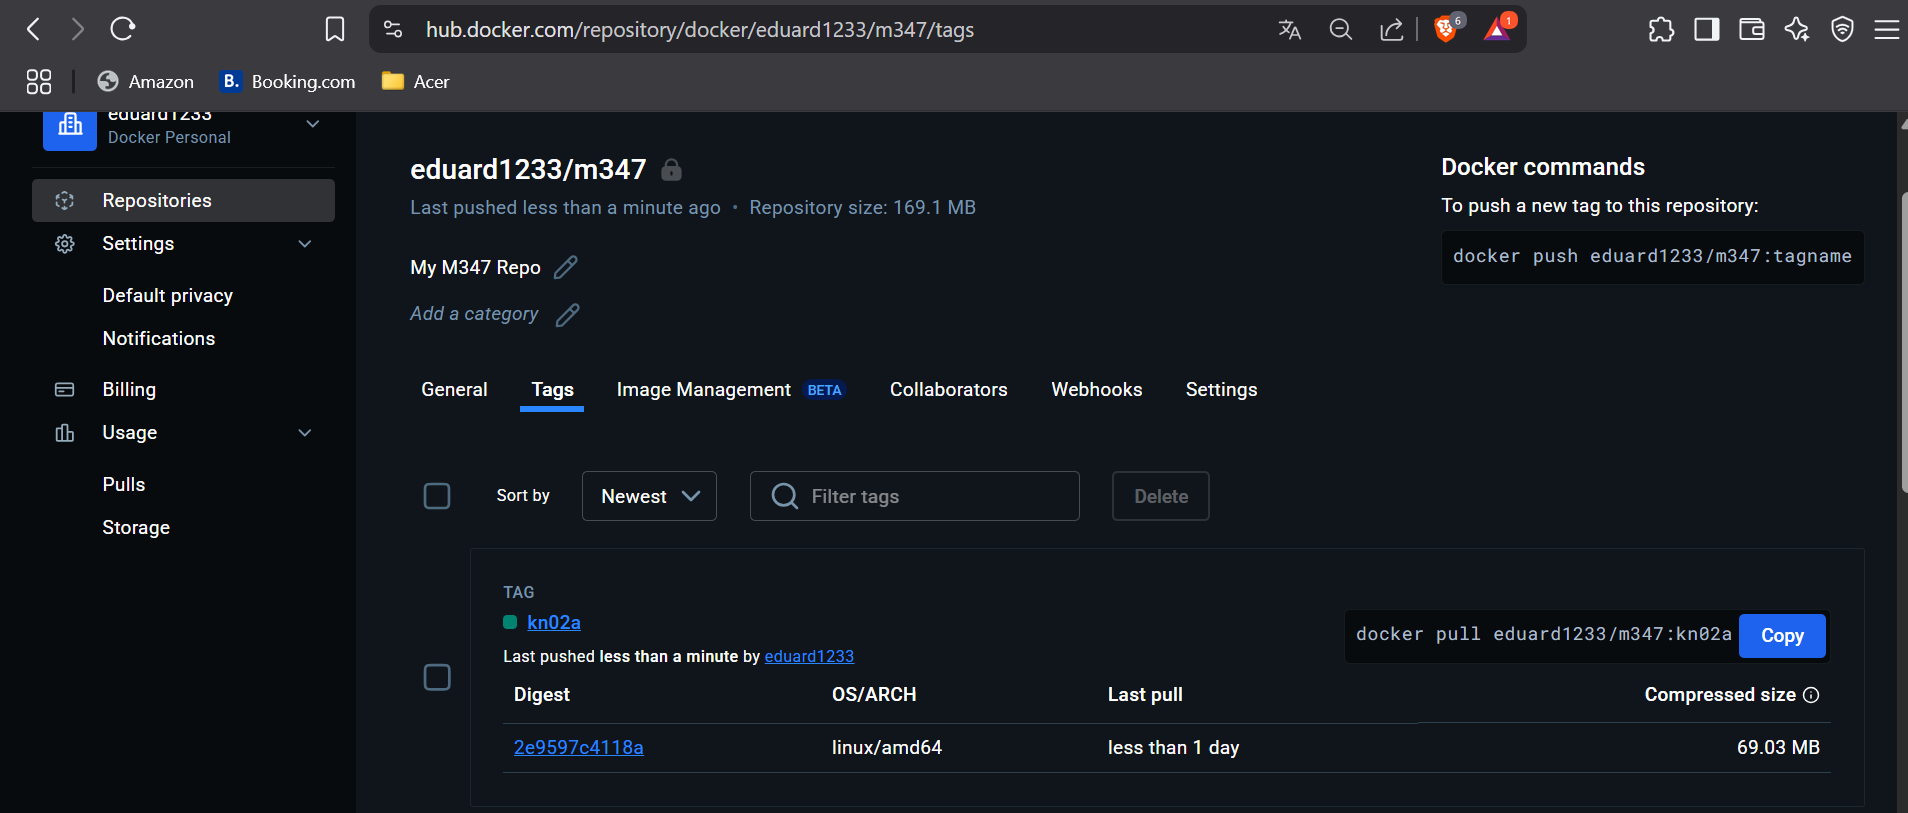 hub.docker.com/repository/docker/eduard1233/m347/tags
6
1
Amazon
B. Booking.com
Acer
eduard1233
Docker Personal
Repositories
Settings
Default privacy
Notifications
Billing
Usage
Pulls
Storage
eduard1233/m347
Last pushed less than a minute ago • Repository size: 169.1 MB
My M347 Repo
Add a category
Docker commands
To push a new tag to this repository:
docker push eduard1233/m347:tagname
General Tags Image Management BETA Collaborators Webhooks Settings
Sort by Newest Filter tags Delete
TAG
kn02a
Last pushed less than a minute by eduard1233
docker pull eduard1233/m347:kn02a Copy
Digest OS/ARCH Last pull Compressed size
2e9597c4118a linux/amd64 less than 1 day 69.03 MB